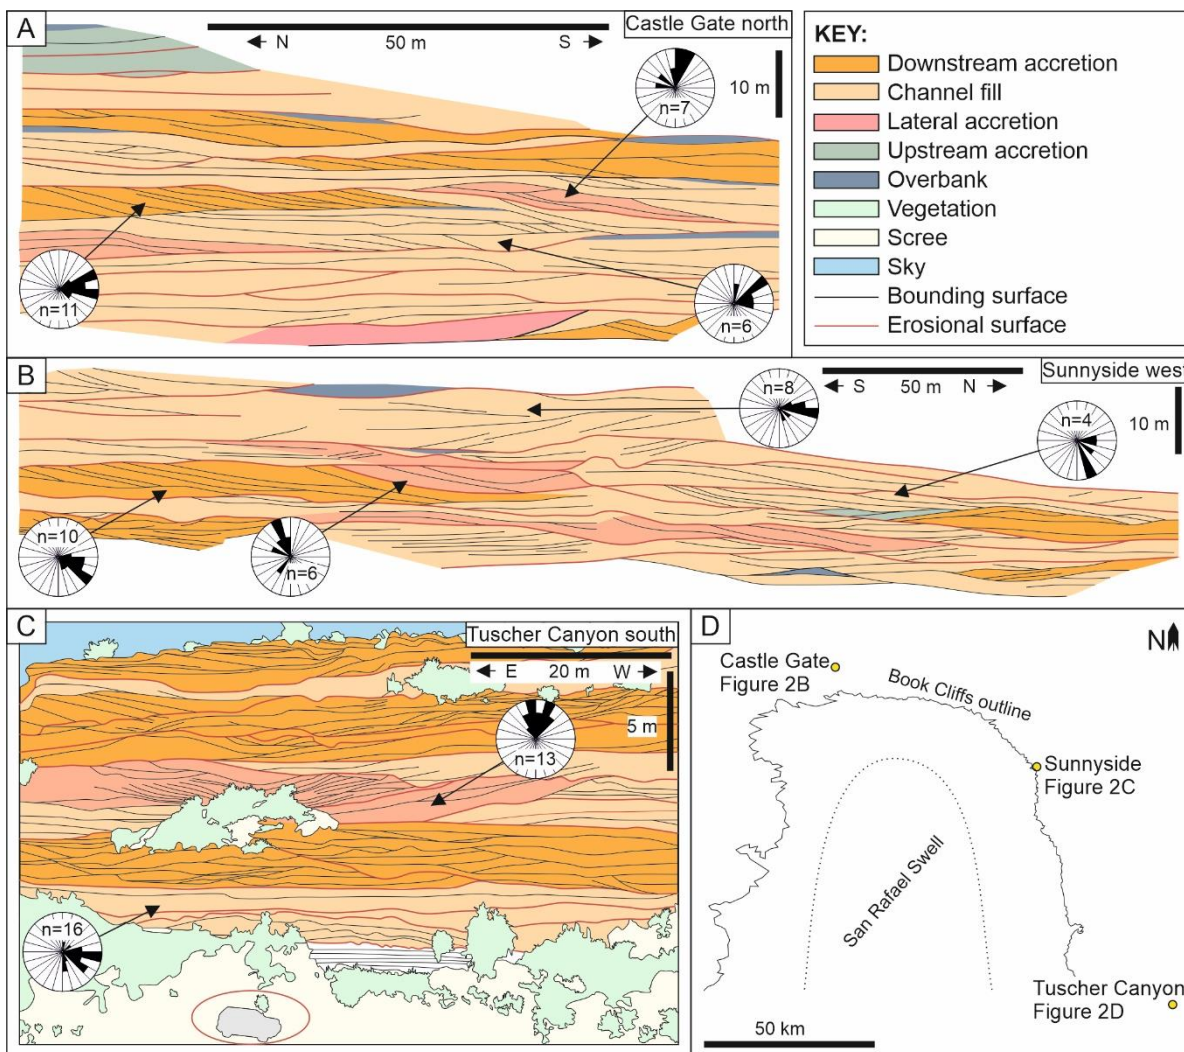 A
Castle Gate north
N 50 m S
10 m
n=7
n=11
n=6
KEY:
Downstream accretion
Channel fill
Lateral accretion
Upstream accretion
Overbank
Vegetation
Scree
Sky
Bounding surface
Erosional surface
B
Sunnyside west
S 50 m N
10 m
n=8
n=4
n=10
n=6
C
Tuscher Canyon south
E 20 m W
5 m
n=13
n=16
D
N
Castle Gate
Figure 2B
Book Cliffs outline
Sunnyside
Figure 2C
San Rafael Swell
Tuscher Canyon
Figure 2D
50 km